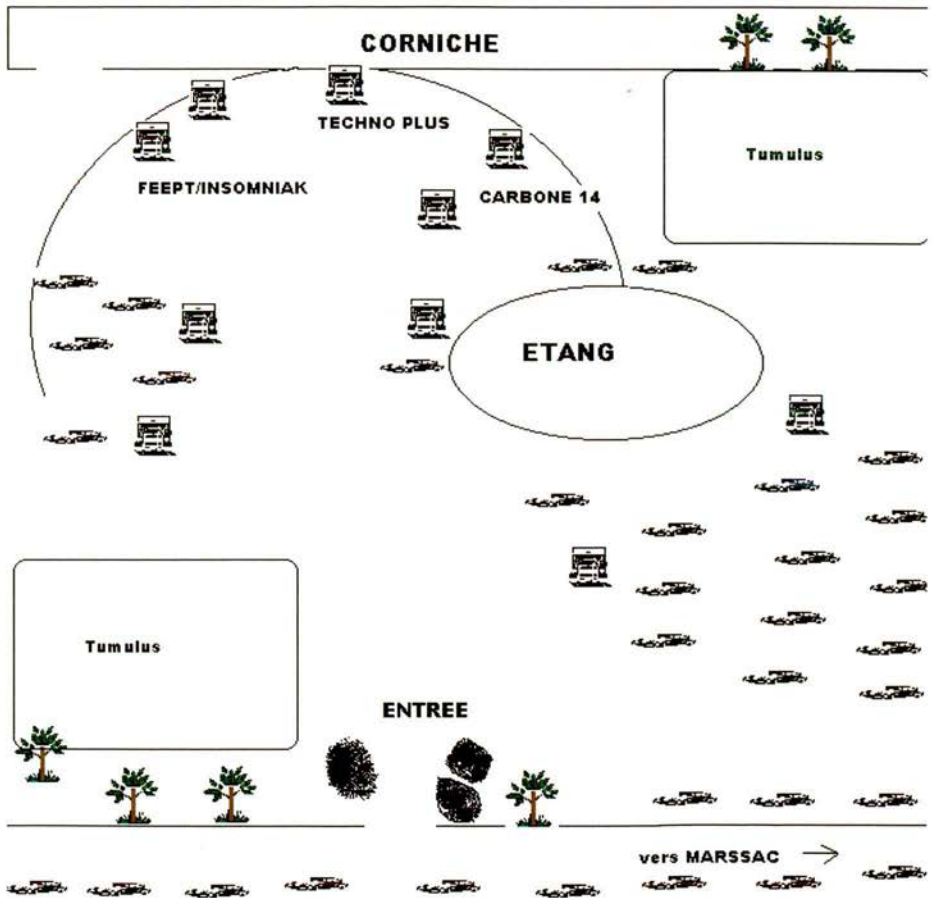 CORNICHE
TECHNO PLUS
Tumulus
FEEPT/INSOMNIAK
CARBONE 14
ETANG
Tumulus
ENTREE
vers MARSSAC